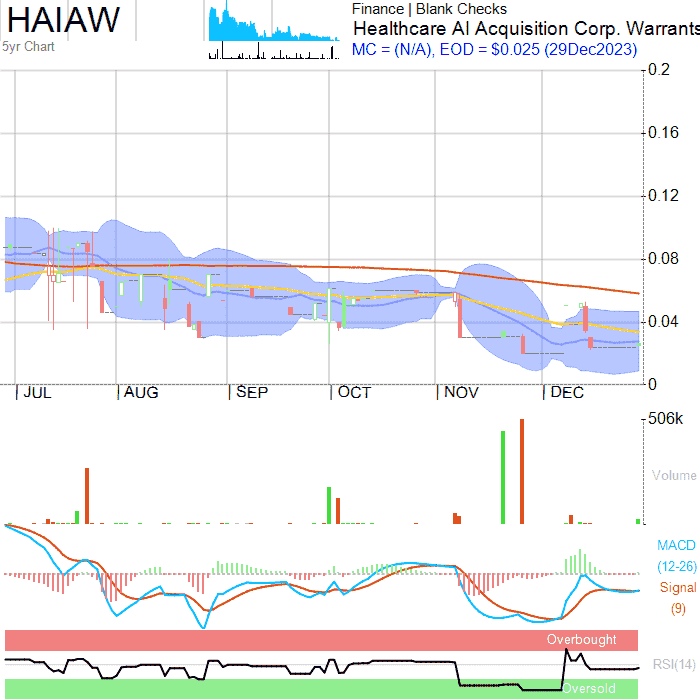 HAIAW
5yr Chart
Finance | Blank Checks
Healthcare AI Acquisition Corp. Warrants
MC = (N/A), EOD = $0.025 (29Dec2023)
0.2
0.16
0.12
0.08
0.04
0
JUL AUG SEP OCT NOV DEC
506k
Volume
MACD
(12-26)
Signal
(9)
Overbought
RSI(14)
Oversold